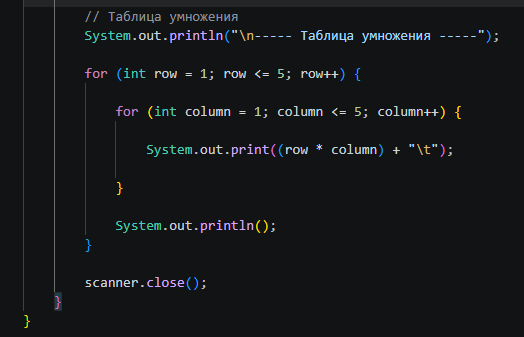 // Таблица умножения
System.out.println("\n----- Таблица умножения -----");
for (int row = 1; row <= 5; row++) {
for (int column = 1; column <= 5; column++) {
System.out.print((row * column) + "\t");
}
System.out.println();
}
scanner.close();
}
}